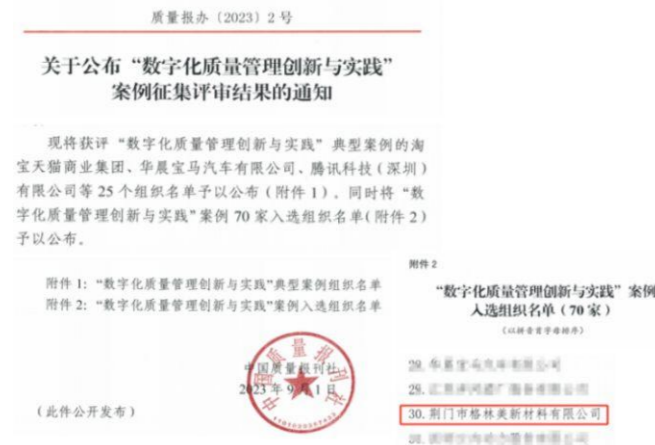 质量报办〔2023〕2号
关于公布“数字化质量管理创新与实践”
案例征集评审结果的通知
现将获评“数字化质量管理创新与实践”典型案例的淘
宝天猫商业集团、华晨宝马汽车有限公司、腾讯科技（深圳）
有限公司等25个组织名单予以公布（附件1）。同时将“数
字化质量管理创新与实践”案例70家入选组织名单（附件2）
予以公布。
附件1：“数字化质量管理创新与实践”典型案例组织名单
附件2：“数字化质量管理创新与实践”案例入选组织名单
中国质量报刊社
2023年9月1日
中国质量报刊社
（此件公开发布）
附件2
“数字化质量管理创新与实践”案例
入选组织名单（70家）
（以拼音首字母排序）
30.荆门市格林美新材料有限公司